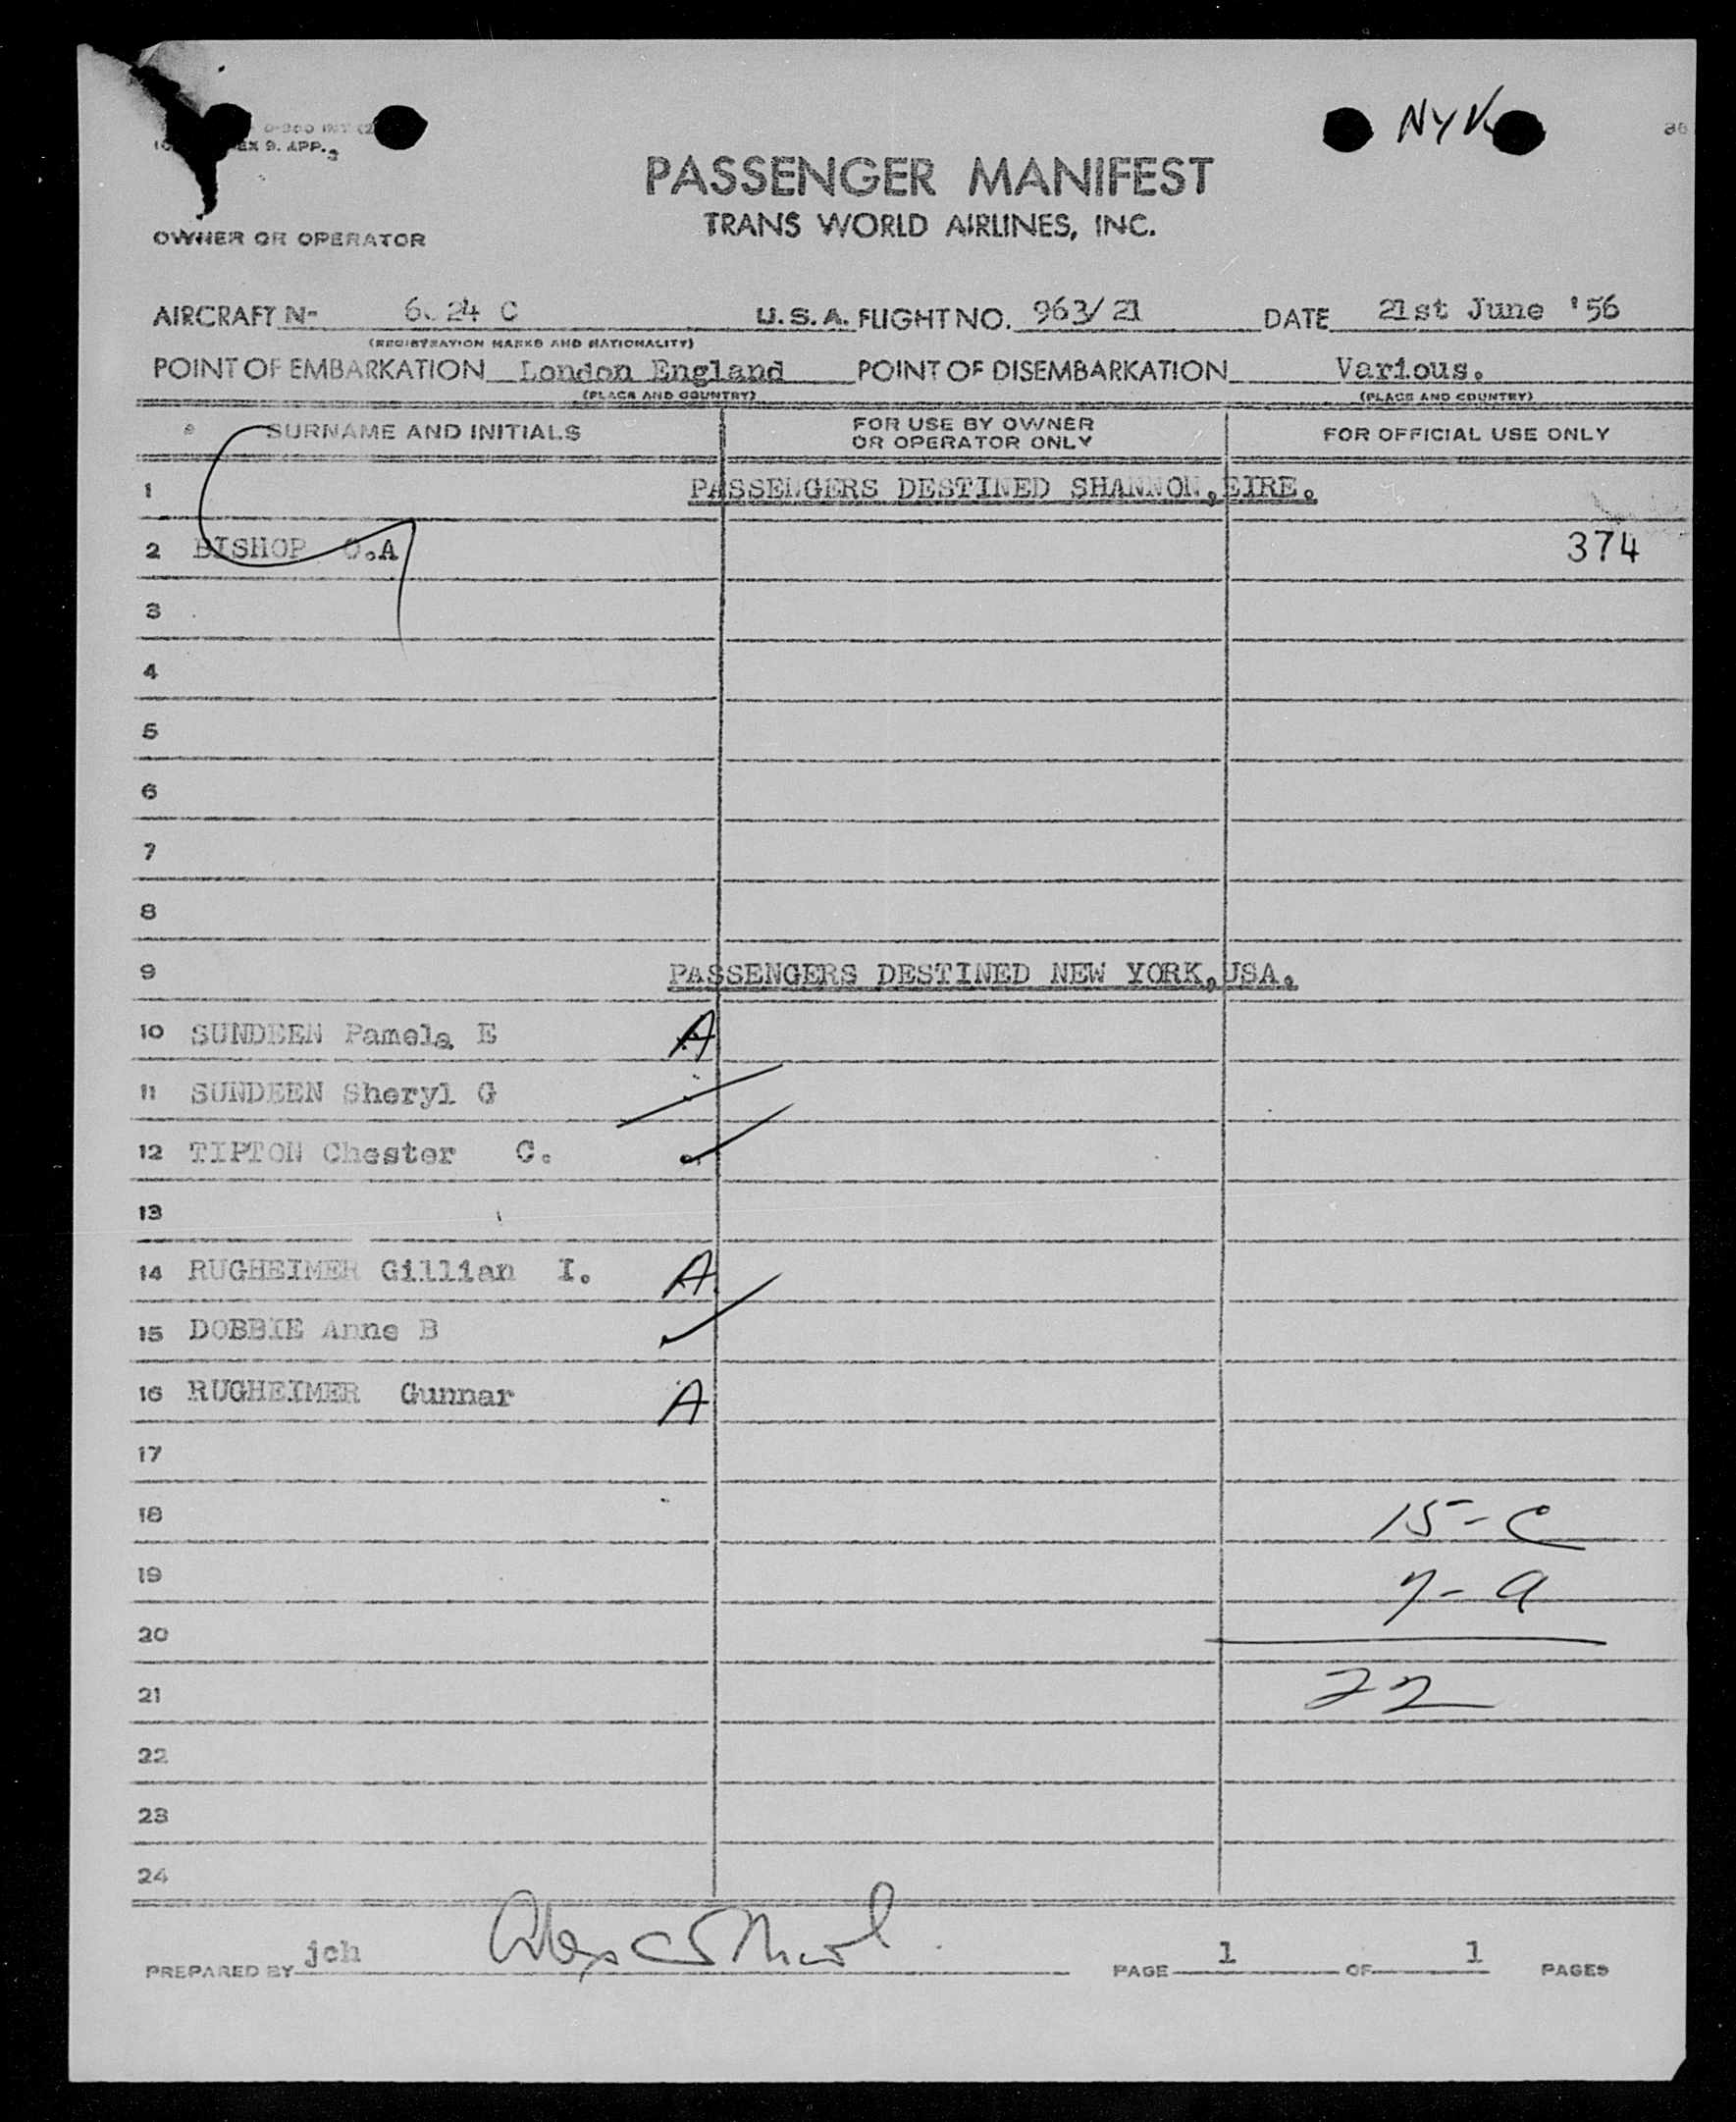 NYK
EX 9. APP. 3
PASSENGER MANIFEST
TRANS WORLD AIRLINES, INC.
OWNER OR OPERATOR
AIRCRAFT N- 24 C U.S.A. FLIGHT NO. 963/21 DATE 21st June '56
(REGISTRATION MARKS AND NATIONALITY)
POINT OF EMBARKATION London England POINT OF DISEMBARKATION Various.
(PLACE AND COUNTRY) (PLACE AND COUNTRY)
SURNAME AND INITIALS FOR USE BY OWNER OR OPERATOR ONLY FOR OFFICIAL USE ONLY
1 PASSENGERS DESTINED SHANNON, EIRE.
2 BISHOP O.A 374
3
4
5
6
7
8
9 PASSENGERS DESTINED NEW YORK, USA.
10 SUNDEEN Pamela E A
11 SUNDEEN Sheryl G
12 TIPTON Chester C.
13
14 RUGHEIMER Gillian I. A
15 DOBBIE Anne B
16 RUGHEIMER Gunnar A
17
18 15-C
19 7-a
20
21 22
22
23
24
PREPARED BY jch PAGE 1 OF 1 PAGES